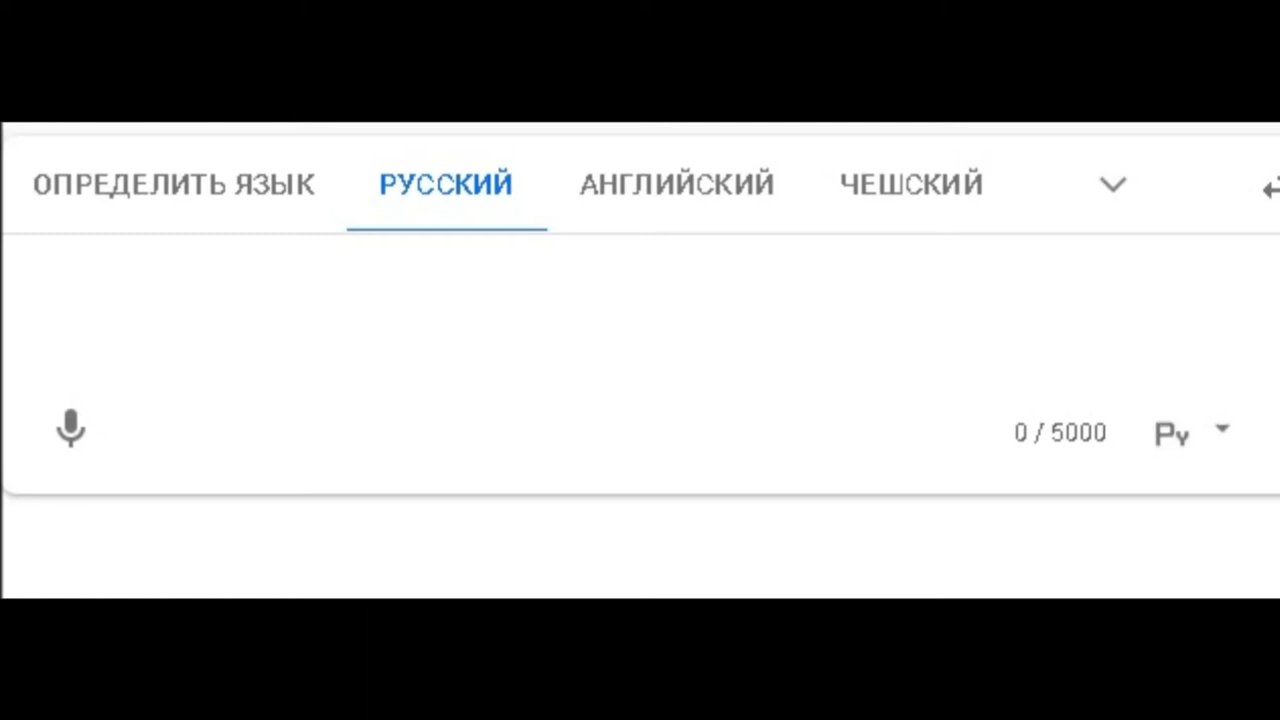 ОПРЕДЕЛИТЬ ЯЗЫК РУССКИЙ АНГЛИЙСКИЙ ЧЕШСКИЙ
0 / 5000 Ру